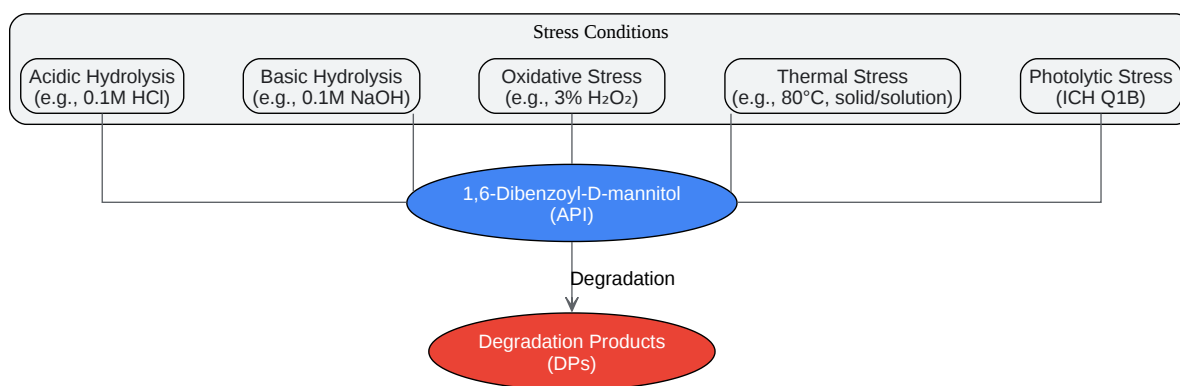 Stress Conditions
Acidic Hydrolysis
(e.g., 0.1M HCl)
Basic Hydrolysis
(e.g., 0.1M NaOH)
Oxidative Stress
(e.g., 3% H₂O₂)
Thermal Stress
(e.g., 80°C, solid/solution)
Photolytic Stress
(ICH Q1B)
1,6-Dibenzoyl-D-mannitol
(API)
Degradation
Degradation Products
(DPs)